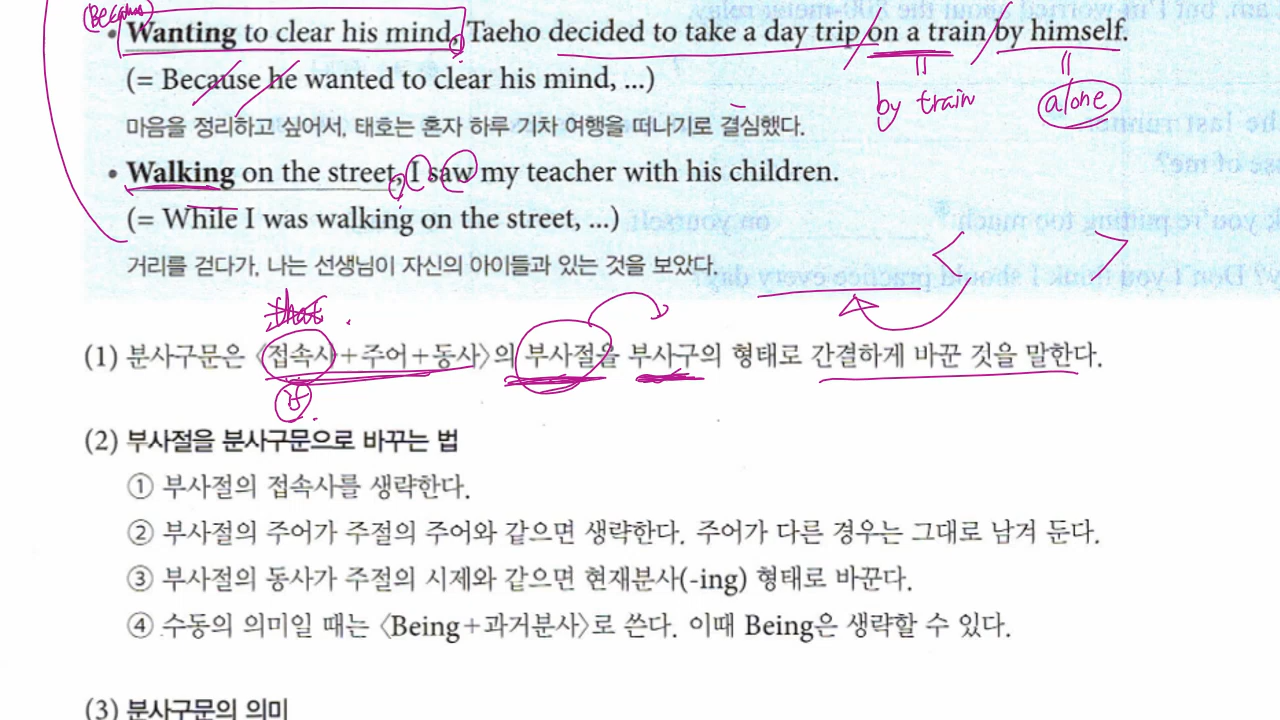 (Because)
• Wanting to clear his mind, Taeho decided to take a day trip on a train by himself.
(= Because he wanted to clear his mind, ...)
by train
alone
마음을 정리하고 싶어서, 태호는 혼자 하루 기차 여행을 떠나기로 결심했다.
• Walking on the street, I saw my teacher with his children.
(= While I was walking on the street, ...)
거리를 걷다가, 나는 선생님이 자신의 아이들과 있는 것을 보았다.
that
(1) 분사구문은 〈접속사+주어+동사〉의 부사절을 부사구의 형태로 간결하게 바꾼 것을 말한다.
부
(2) 부사절을 분사구문으로 바꾸는 법
① 부사절의 접속사를 생략한다.
② 부사절의 주어가 주절의 주어와 같으면 생략한다. 주어가 다른 경우는 그대로 남겨 둔다.
③ 부사절의 동사가 주절의 시제와 같으면 현재분사(-ing) 형태로 바꾼다.
④ 수동의 의미일 때는 〈Being+과거분사〉로 쓴다. 이때 Being은 생략할 수 있다.
(3) 분사구문의 의미